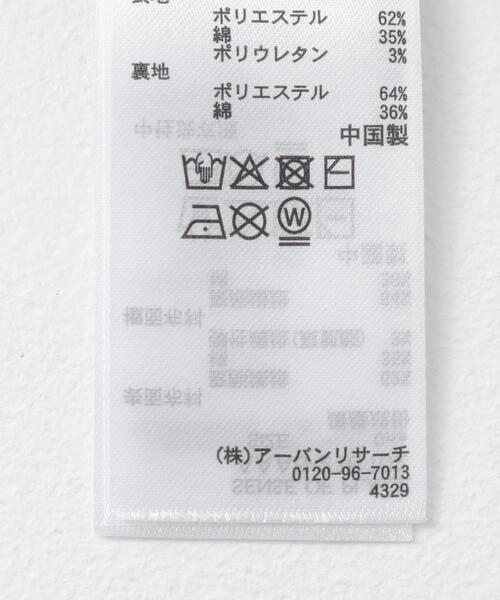 表地
ポリエステル 62%
綿 35%
ポリウレタン 3%
裏地
ポリエステル 64%
綿 36%
中国製
W
(株)アーバンリサーチ
0120-96-7013
4329